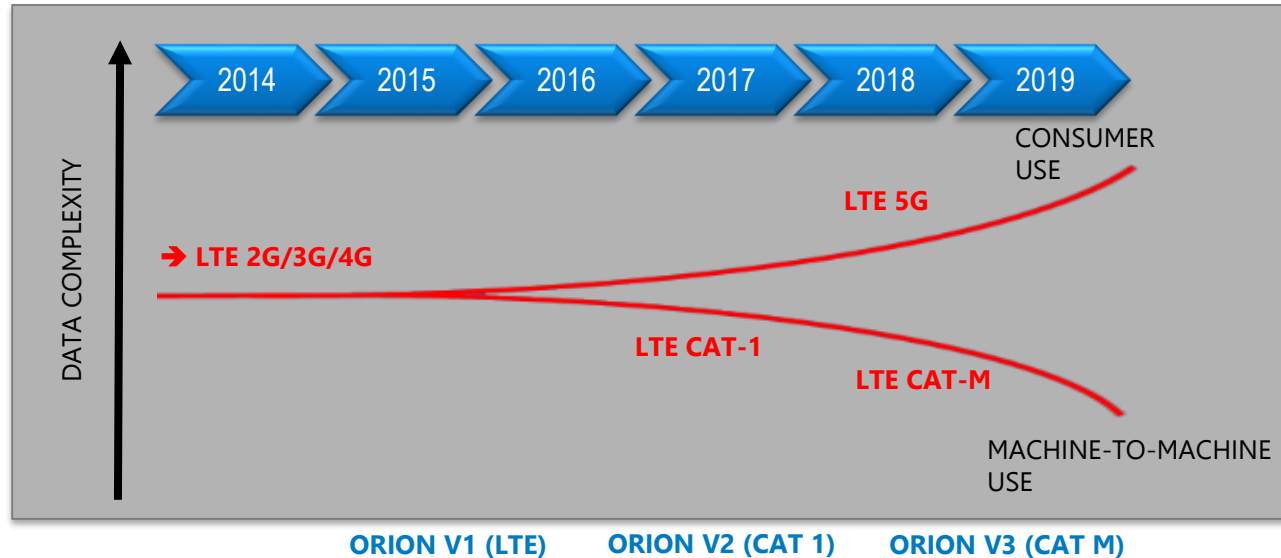 2014 2015 2016 2017 2018 2019
DATA COMPLEXITY
CONSUMER
USE
LTE 5G
➔ LTE 2G/3G/4G
LTE CAT-1
LTE CAT-M
MACHINE-TO-MACHINE
USE
ORION V1 (LTE) ORION V2 (CAT 1) ORION V3 (CAT M)